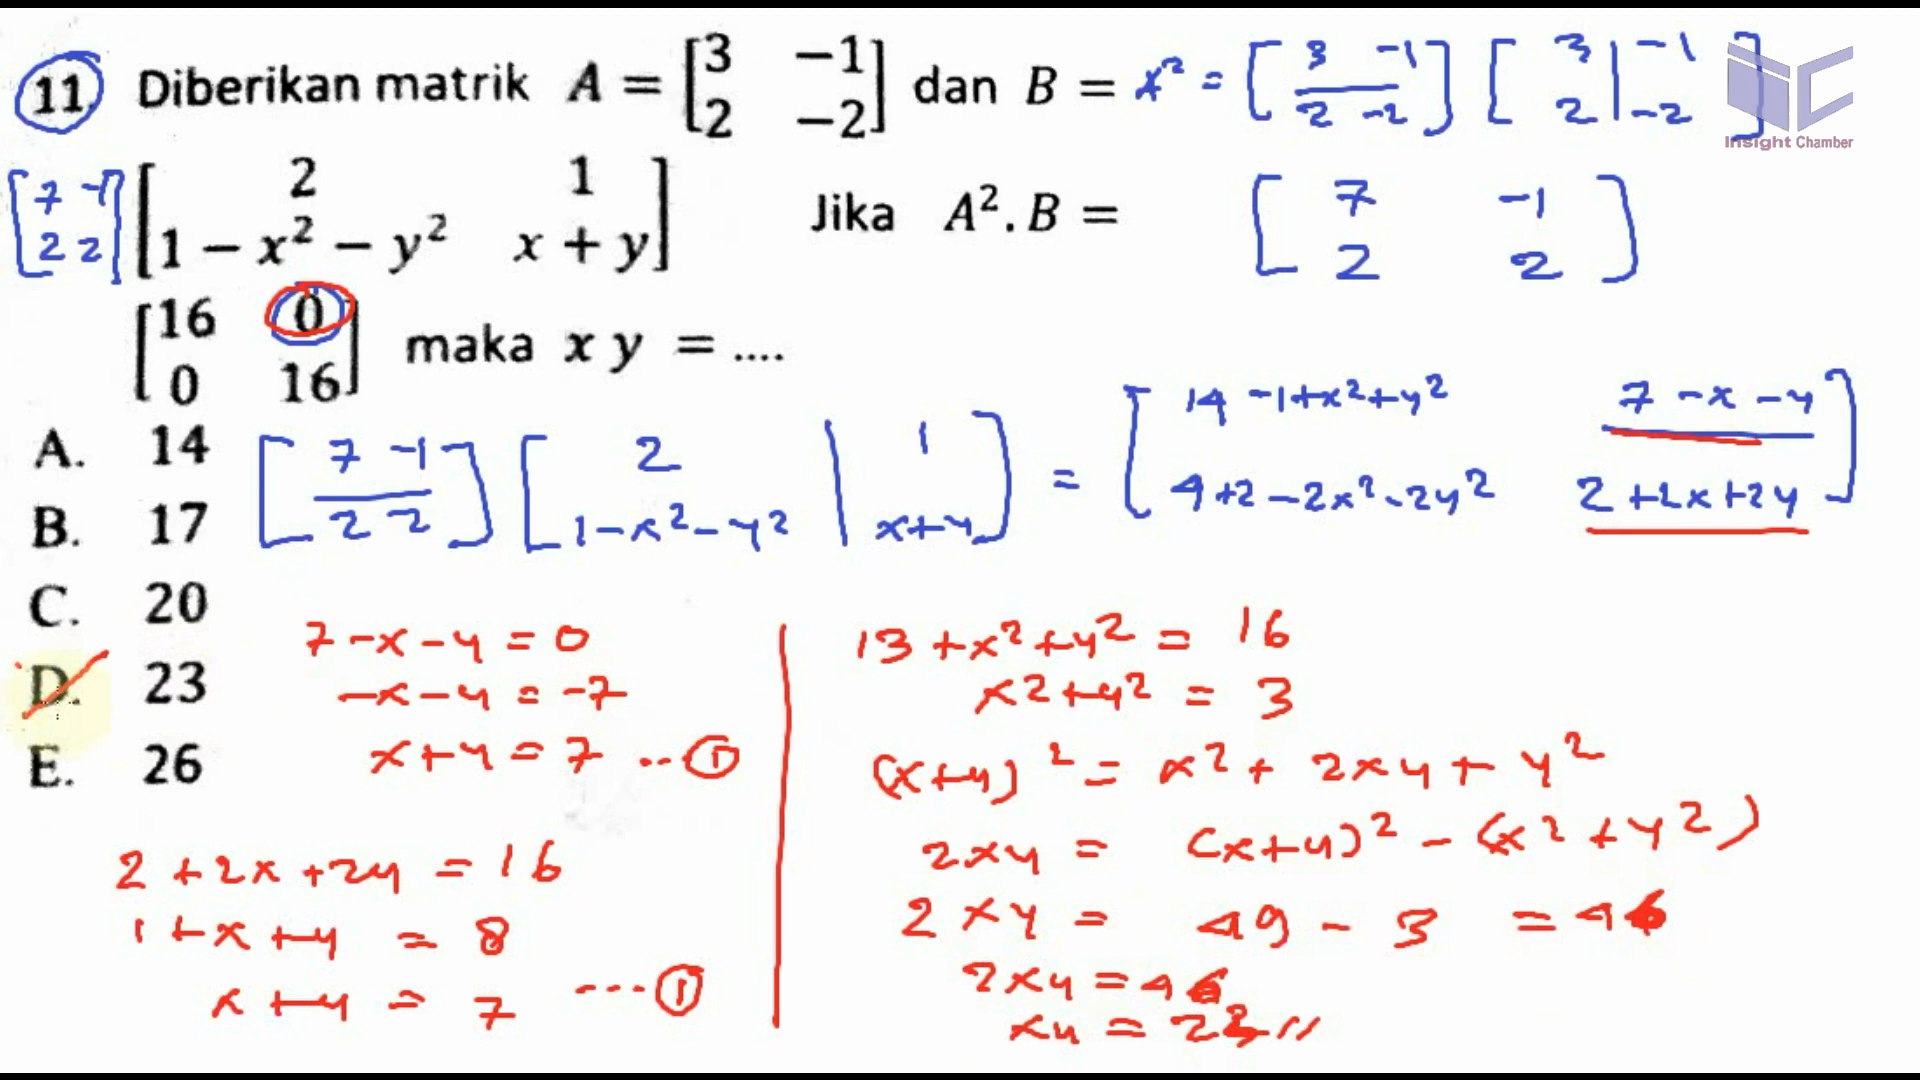 11. Diberikan matrik A = [3 −1
2 −2] dan B =
[2 1
1 − x² − y² x + y] Jika A². B =
[16 0
0 16] maka x y = ....
A. 14
B. 17
C. 20
D. 23
E. 26
A² = [3 -1
2 -2] [3 | -1
2 | -2]
[7 -1
2 2]
Insight Chamber
[7 -1
2 2]
[7 -1
2 2] [2 | 1
1-x²-y² | x+y] = [14 -1+x²+y² 7 -x -y
4+2-2x²-2y² 2+2x+2y]
7-x-y = 0
-x-y = -7
x+y = 7 ...①
2+2x+2y = 16
1+x+y = 8
x+y = 7 ....①
13+x²+y² = 16
x²+y² = 3
(x+y)² = x²+2xy+y²
2xy = (x+y)²-(x²+y²)
2xy = 49-3 = 46
2xy = 46
xy = 23 //